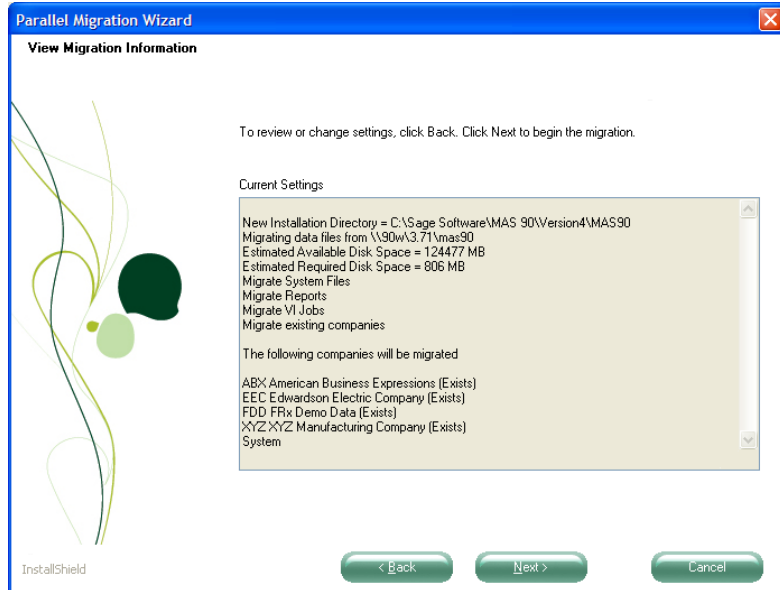 Parallel Migration Wizard
View Migration Information
To review or change settings, click Back. Click Next to begin the migration.
Current Settings
New Installation Directory = C:\Sage Software\MAS 90\Version4\MAS90
Migrating data files from \\90w\3.71\mas90
Estimated Available Disk Space = 124477 MB
Estimated Required Disk Space = 806 MB
Migrate System Files
Migrate Reports
Migrate VI Jobs
Migrate existing companies
The following companies will be migrated
ABX American Business Expressions (Exists)
EEC Edwardson Electric Company (Exists)
FDD FRx Demo Data (Exists)
XYZ XYZ Manufacturing Company (Exists)
System
InstallShield
< Back
Next >
Cancel